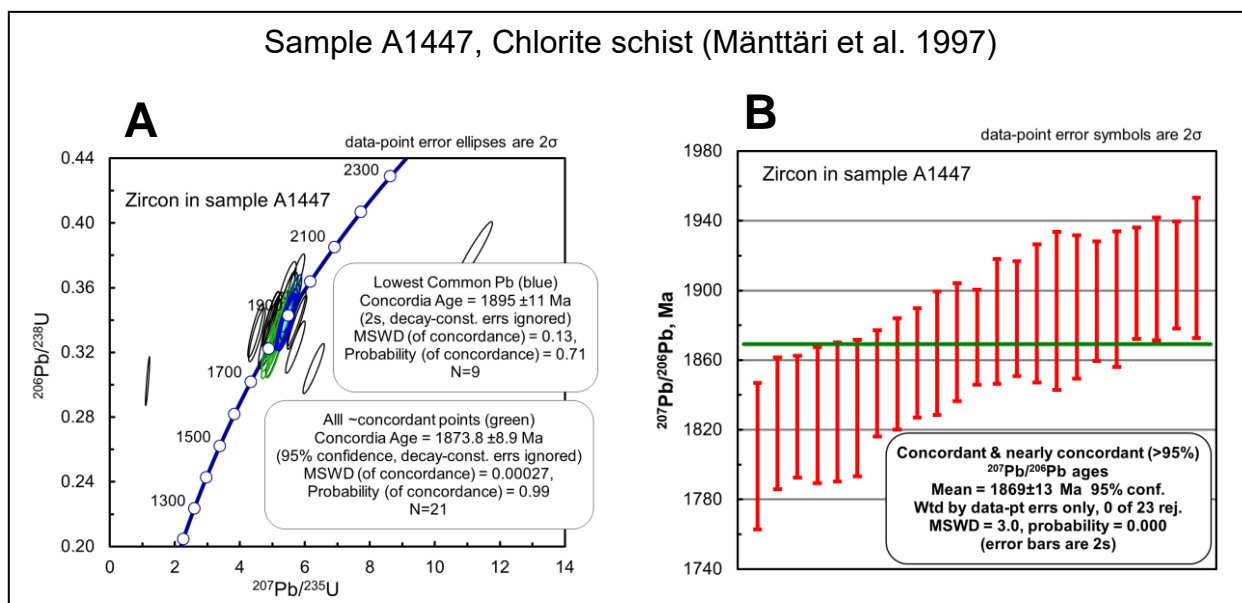 Sample A1447, Chlorite schist (Mänttäri et al. 1997)
A
data-point error ellipses are 2σ
0.44
0.40
0.36
0.32
0.28
0.24
0.20
206Pb/238U
Zircon in sample A1447
2300
2100
1900
1700
1500
1300
Lowest Common Pb (blue)
Concordia Age = 1895 ±11 Ma
(2s, decay-const. errs ignored)
MSWD (of concordance) = 0.13,
Probability (of concordance) = 0.71
N=9
Alll ~concordant points (green)
Concordia Age = 1873.8 ±8.9 Ma
(95% confidence, decay-const. errs ignored)
MSWD (of concordance) = 0.00027,
Probability (of concordance) = 0.99
N=21
0 2 4 6 8 10 12 14
207Pb/235U
B
data-point error symbols are 2σ
1980
1940
1900
1860
1820
1780
1740
207Pb/206Pb, Ma
Zircon in sample A1447
Concordant & nearly concordant (>95%)
207Pb/206Pb ages
Mean = 1869±13 Ma 95% conf.
Wtd by data-pt errs only, 0 of 23 rej.
MSWD = 3.0, probability = 0.000
(error bars are 2s)